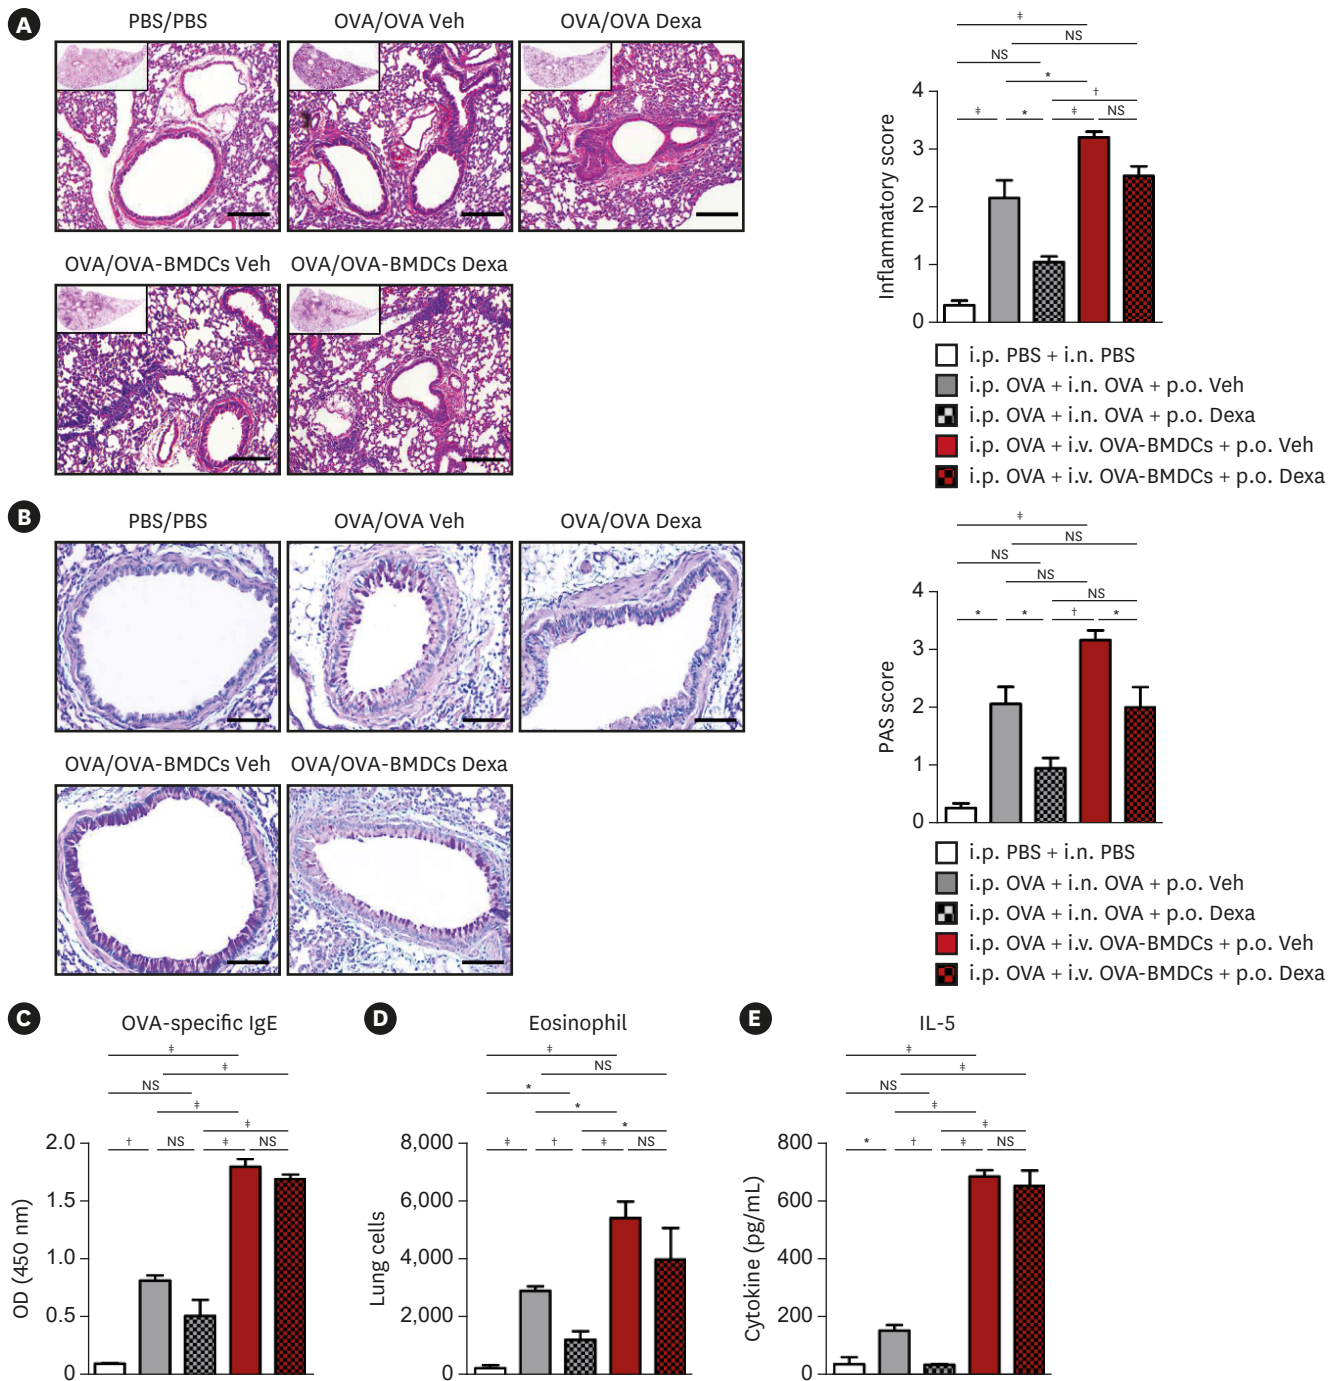 A
PBS/PBS
OVA/OVA Veh
OVA/OVA Dexa
OVA/OVA-BMDCs Veh
OVA/OVA-BMDCs Dexa
‡
NS
NS
*
†
‡ * ‡ NS
Inflammatory score
4
3
2
1
0
i.p. PBS + i.n. PBS
i.p. OVA + i.n. OVA + p.o. Veh
i.p. OVA + i.n. OVA + p.o. Dexa
i.p. OVA + i.v. OVA-BMDCs + p.o. Veh
i.p. OVA + i.v. OVA-BMDCs + p.o. Dexa
B
PBS/PBS
OVA/OVA Veh
OVA/OVA Dexa
OVA/OVA-BMDCs Veh
OVA/OVA-BMDCs Dexa
‡
NS
NS
NS
NS
* * † *
PAS score
4
3
2
1
0
i.p. PBS + i.n. PBS
i.p. OVA + i.n. OVA + p.o. Veh
i.p. OVA + i.n. OVA + p.o. Dexa
i.p. OVA + i.v. OVA-BMDCs + p.o. Veh
i.p. OVA + i.v. OVA-BMDCs + p.o. Dexa
C
OVA-specific IgE
‡
‡
NS
‡
‡
† NS ‡ NS
OD (450 nm)
2.0
1.5
1.0
0.5
0
D
Eosinophil
‡
NS
*
*
*
‡ † ‡ NS
Lung cells
8,000
6,000
4,000
2,000
0
E
IL-5
‡
‡
NS
‡
‡
* † ‡ NS
Cytokine (pg/mL)
800
600
400
200
0